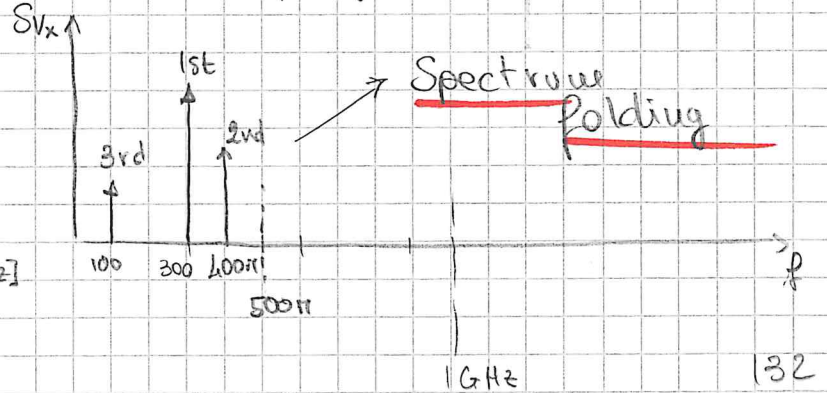 SVx
1st
Spectrum
folding
3rd
2nd
z]
100 300 400M
f
500M
1GHz
132